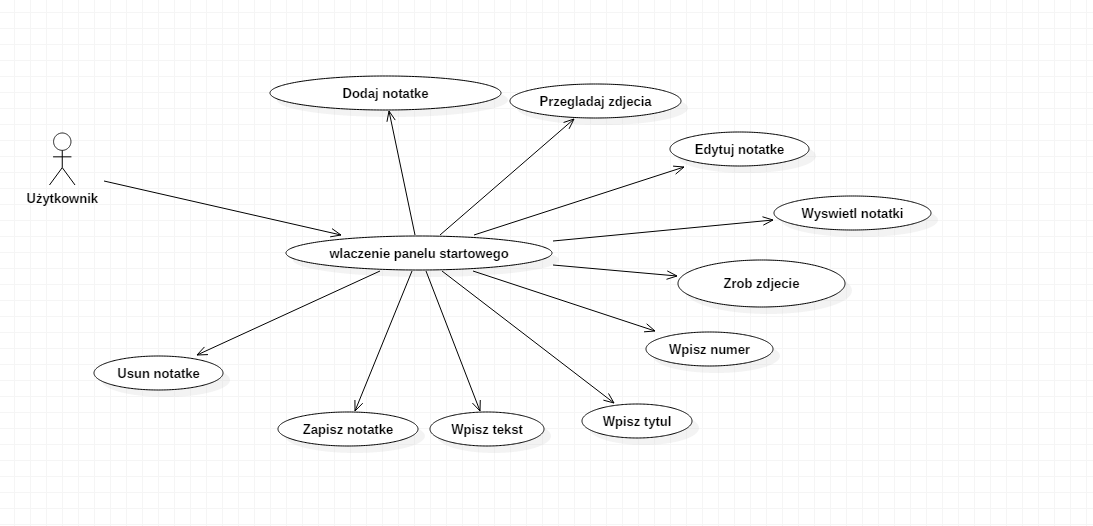 Dodaj notatke
Przegladaj zdjecia
Edytuj notatke
Użytkownik
Wyswietl notatki
wlaczenie panelu startowego
Zrob zdjecie
Wpisz numer
Usun notatke
Zapisz notatke
Wpisz tekst
Wpisz tytul